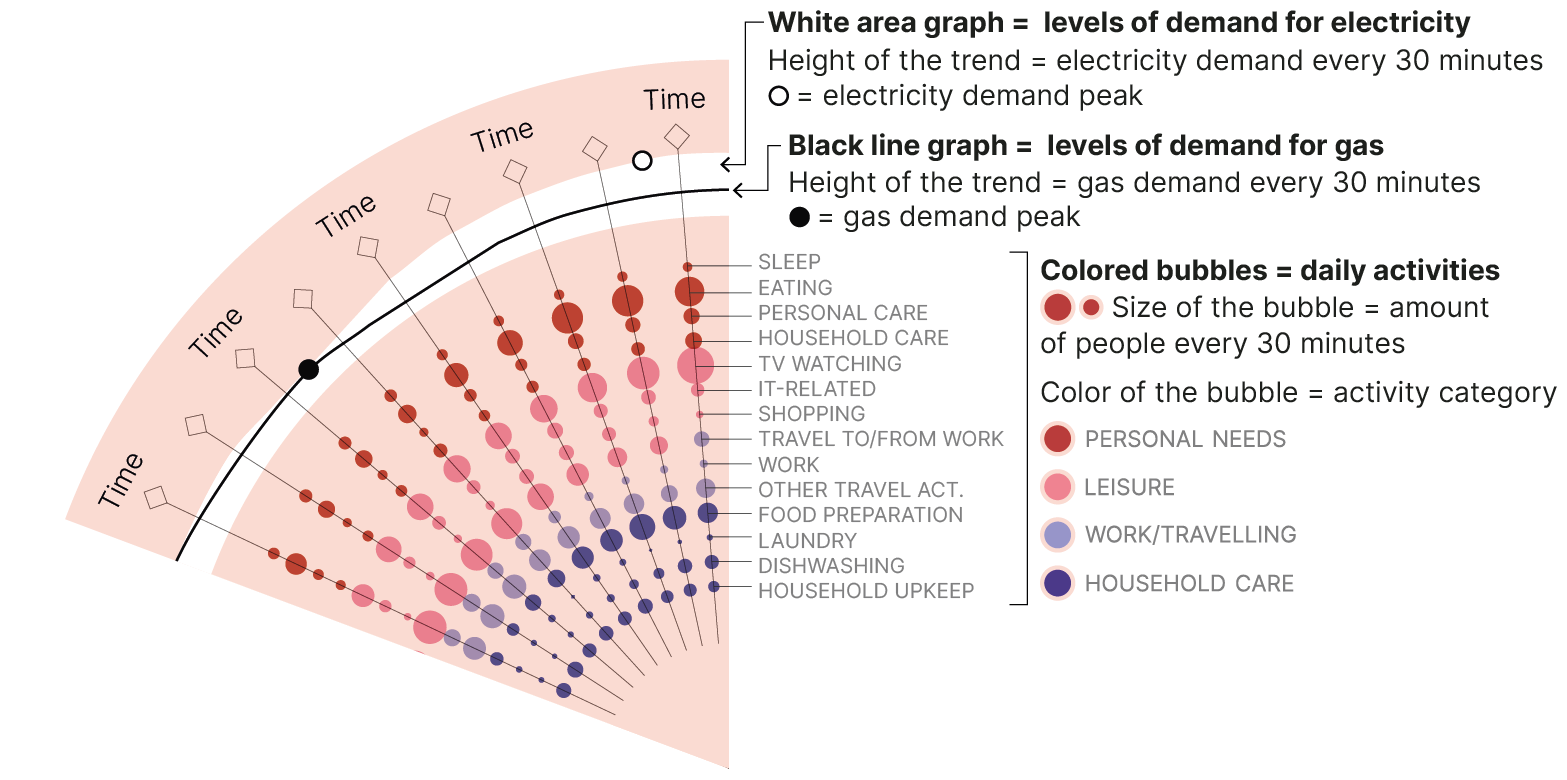 White area graph = levels of demand for electricity
Height of the trend = electricity demand every 30 minutes
= electricity demand peak
Black line graph = levels of demand for gas
Height of the trend = gas demand every 30 minutes
= gas demand peak
Time
Time
Time
Time
Time
SLEEP
EATING
PERSONAL CARE
HOUSEHOLD CARE
TV WATCHING
IT-RELATED
SHOPPING
TRAVEL TO/FROM WORK
WORK
OTHER TRAVEL ACT.
FOOD PREPARATION
LAUNDRY
DISHWASHING
HOUSEHOLD UPKEEP
Colored bubbles = daily activities
Size of the bubble = amount
of people every 30 minutes
Color of the bubble = activity category
PERSONAL NEEDS
LEISURE
WORK/TRAVELLING
HOUSEHOLD CARE